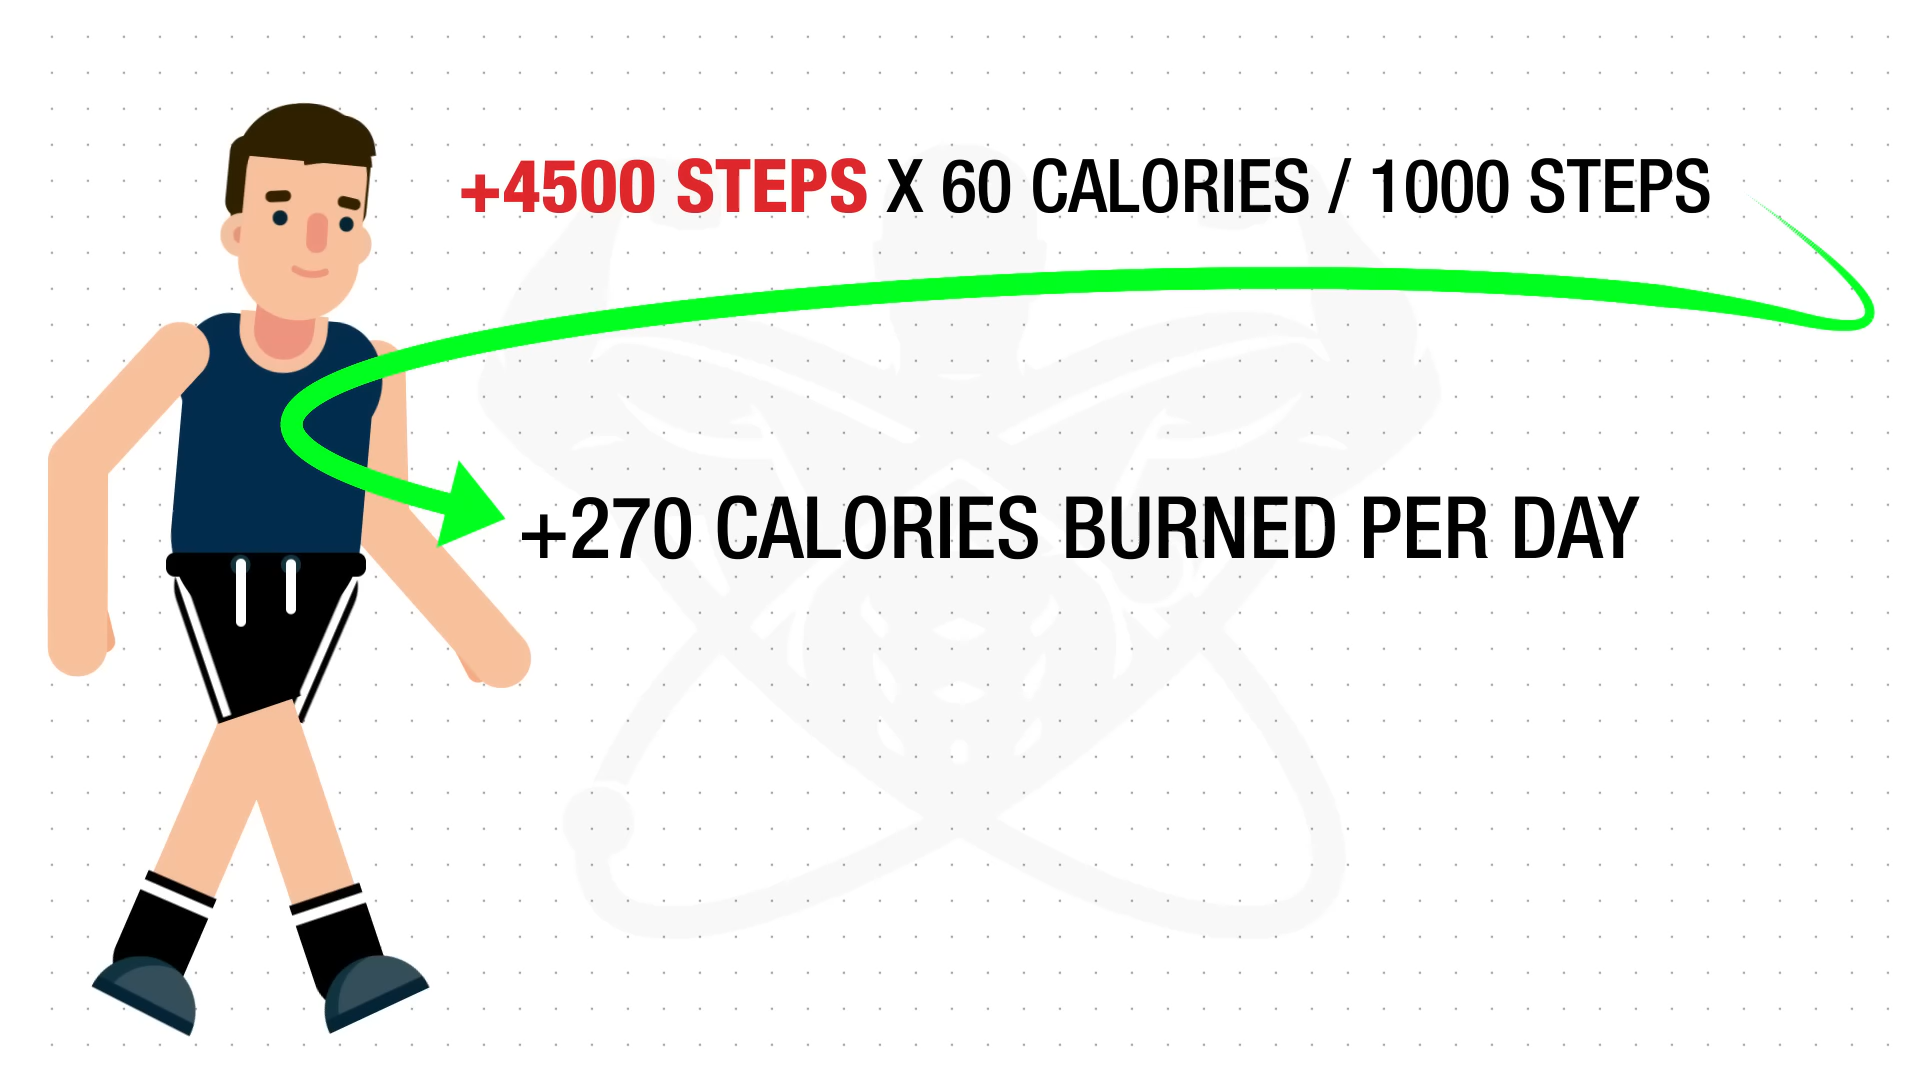 +4500 STEPS X 60 CALORIES / 1000 STEPS
+270 CALORIES BURNED PER DAY